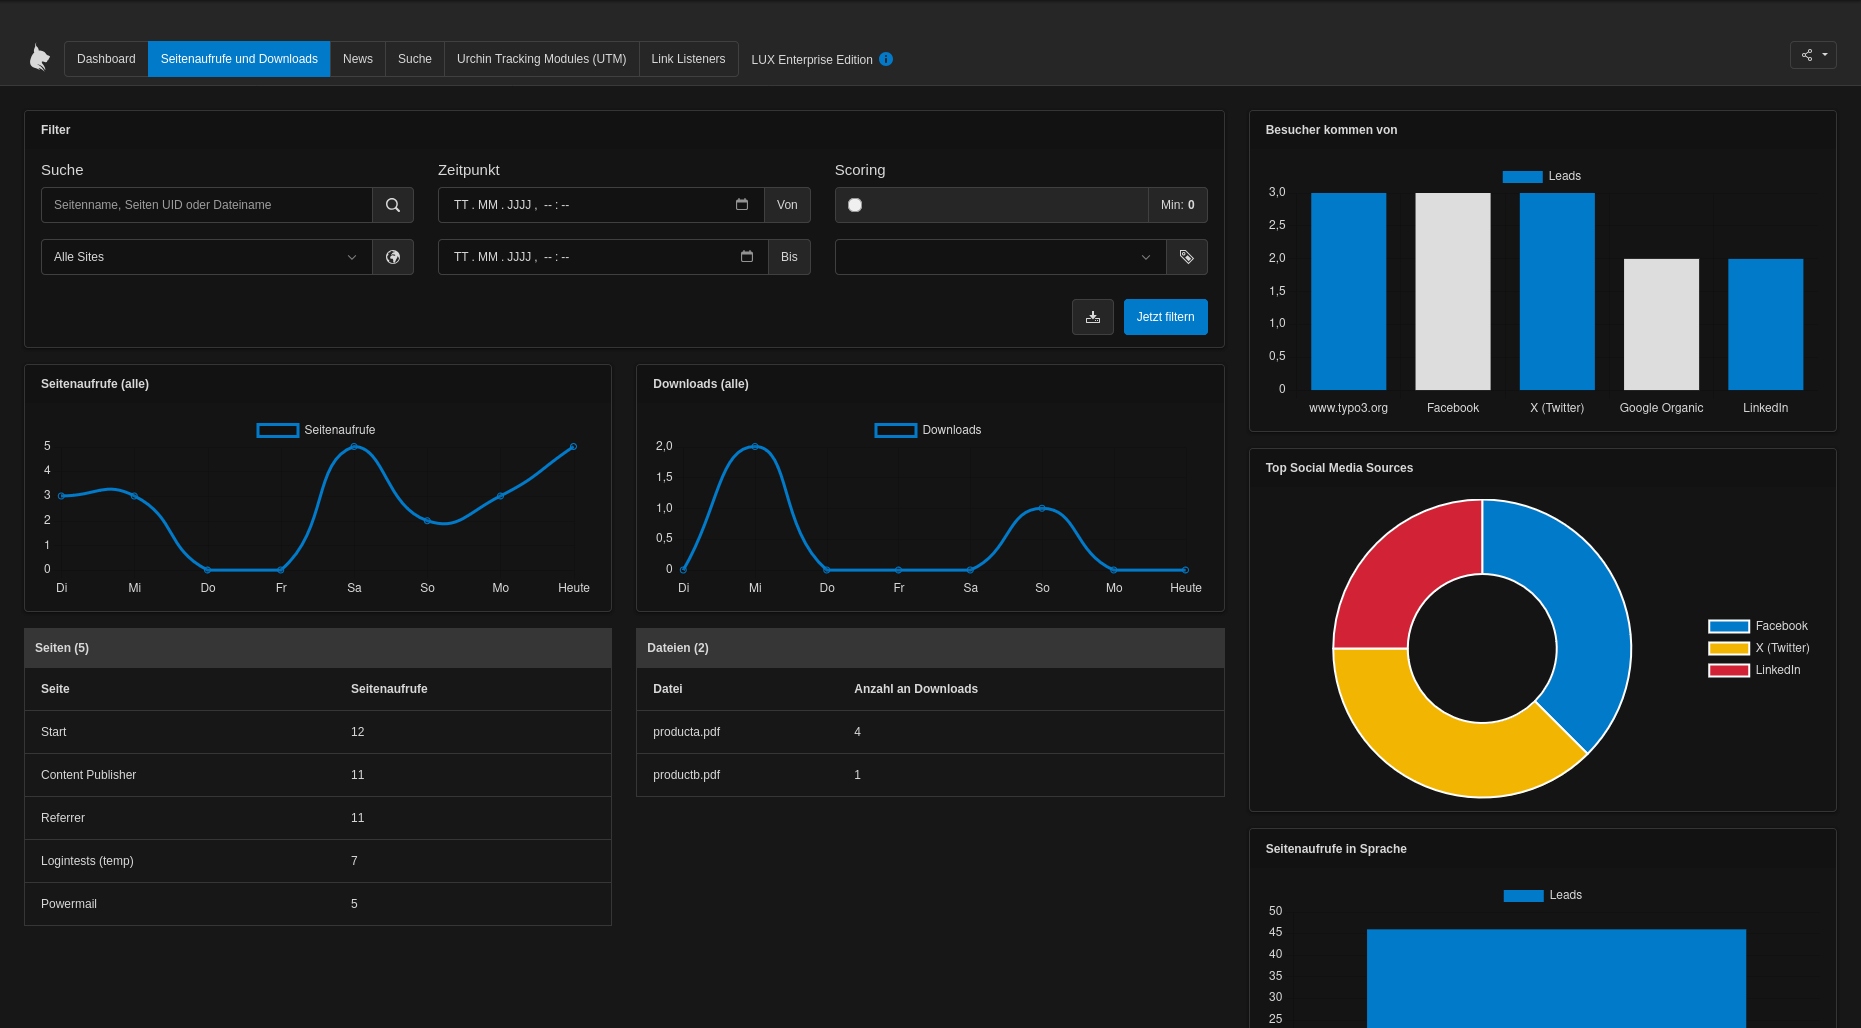 Dashboard
Seitenaufrufe und Downloads
News
Suche
Urchin Tracking Modules (UTM)
Link Listeners
LUX Enterprise Edition
Filter
Suche
Zeitpunkt
Scoring
Seitenname, Seiten UID oder Dateiname
TT . MM . JJJJ , -- : --
Von
Min: 0
Alle Sites
TT . MM . JJJJ , -- : --
Bis
Jetzt filtern
Seitenaufrufe (alle)
Seitenaufrufe
5
4
3
2
1
0
Di Mi Do Fr Sa So Mo Heute
Downloads (alle)
Downloads
2,0
1,5
1,0
0,5
0
Di Mi Do Fr Sa So Mo Heute
Seiten (5)
Seite Seitenaufrufe
Start 12
Content Publisher 11
Referrer 11
Logintests (temp) 7
Powermail 5
Dateien (2)
Datei Anzahl an Downloads
producta.pdf 4
productb.pdf 1
Besucher kommen von
Leads
3,0
2,5
2,0
1,5
1,0
0,5
0
www.typo3.org Facebook X (Twitter) Google Organic LinkedIn
Top Social Media Sources
Facebook
X (Twitter)
LinkedIn
Seitenaufrufe in Sprache
Leads
50
45
40
35
30
25